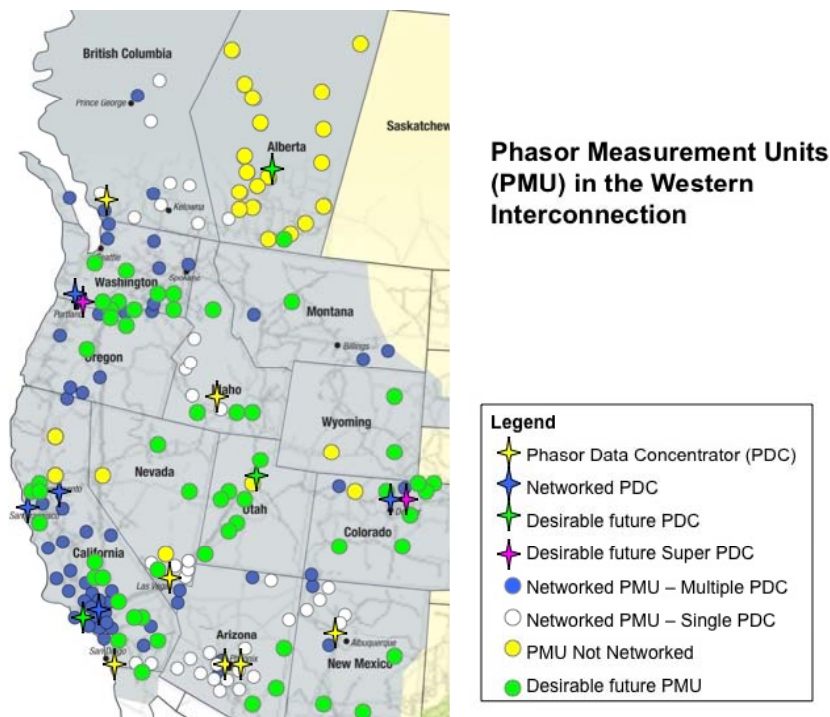 British Columbia
Prince George
Alberta
Saskatchew
Phasor Measurement Units
(PMU) in the Western
Interconnection
Kelowna
Seattle
Washington
Spokane
Portland
Montana
Billings
Oregon
Idaho
Wyoming
Nevada
Utah
Colorado
California
Las Vegas
Arizona
Albuquerque
New Mexico
San Diego
Legend
Phasor Data Concentrator (PDC)
Networked PDC
Desirable future PDC
Desirable future Super PDC
Networked PMU – Multiple PDC
Networked PMU – Single PDC
PMU Not Networked
Desirable future PMU